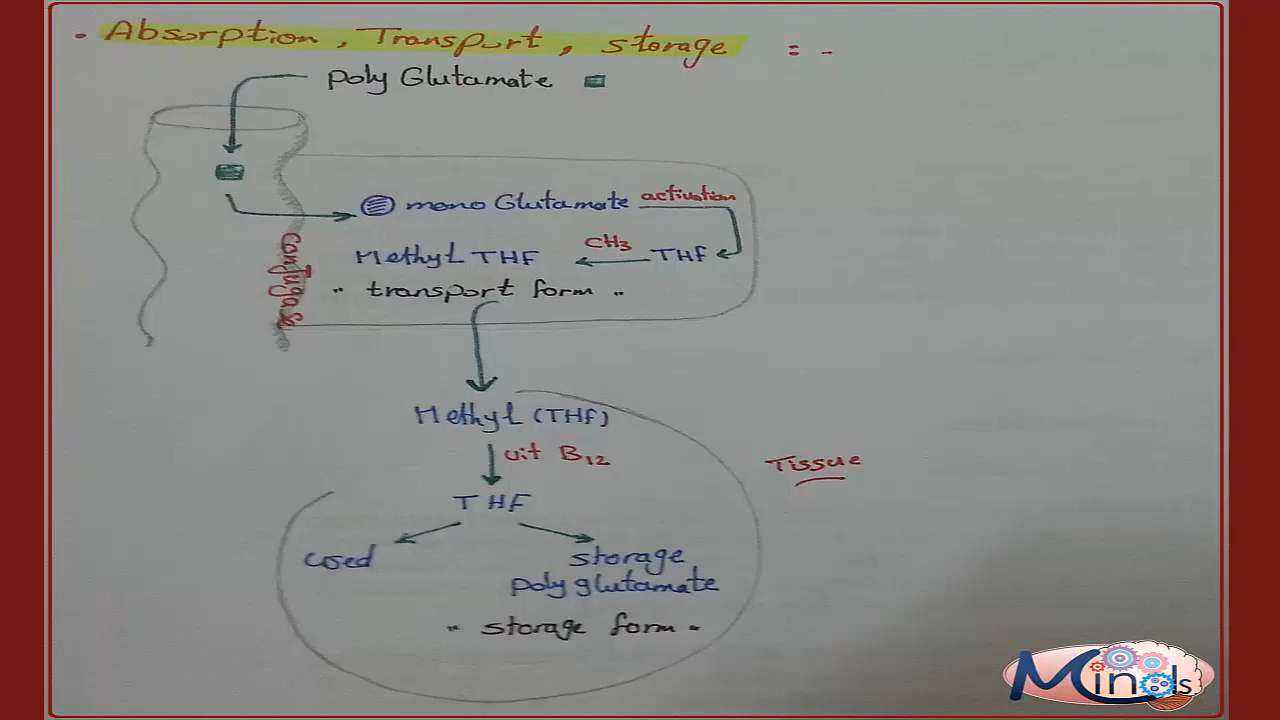 . Absorption, Transport, storage : -
poly Glutamate
mono Glutamate activation
CH3
Methyl THF THF
conjugase
" transport form "
Methyl (THF)
vit B12
Tissue
THF
used storage
poly glutamate
" storage form "
Minds